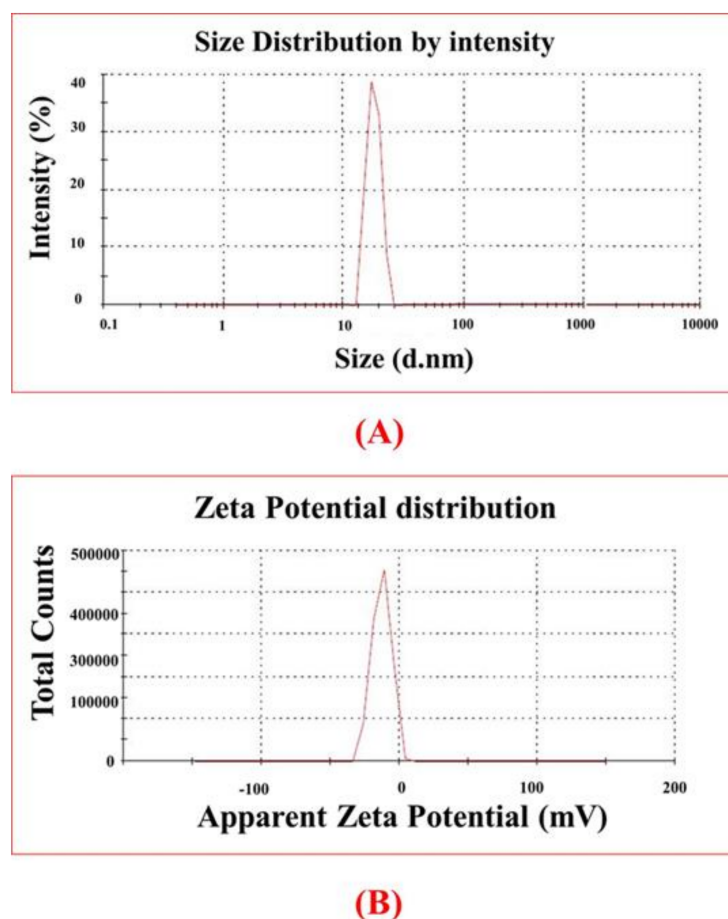 Size Distribution by intensity
40
30
20
10
0
Intensity (%)
0.1 1 10 100 1000 10000
Size (d.nm)
(A)
Zeta Potential distribution
500000
400000
300000
100000
0
Total Counts
-100 0 100 200
Apparent Zeta Potential (mV)
(B)